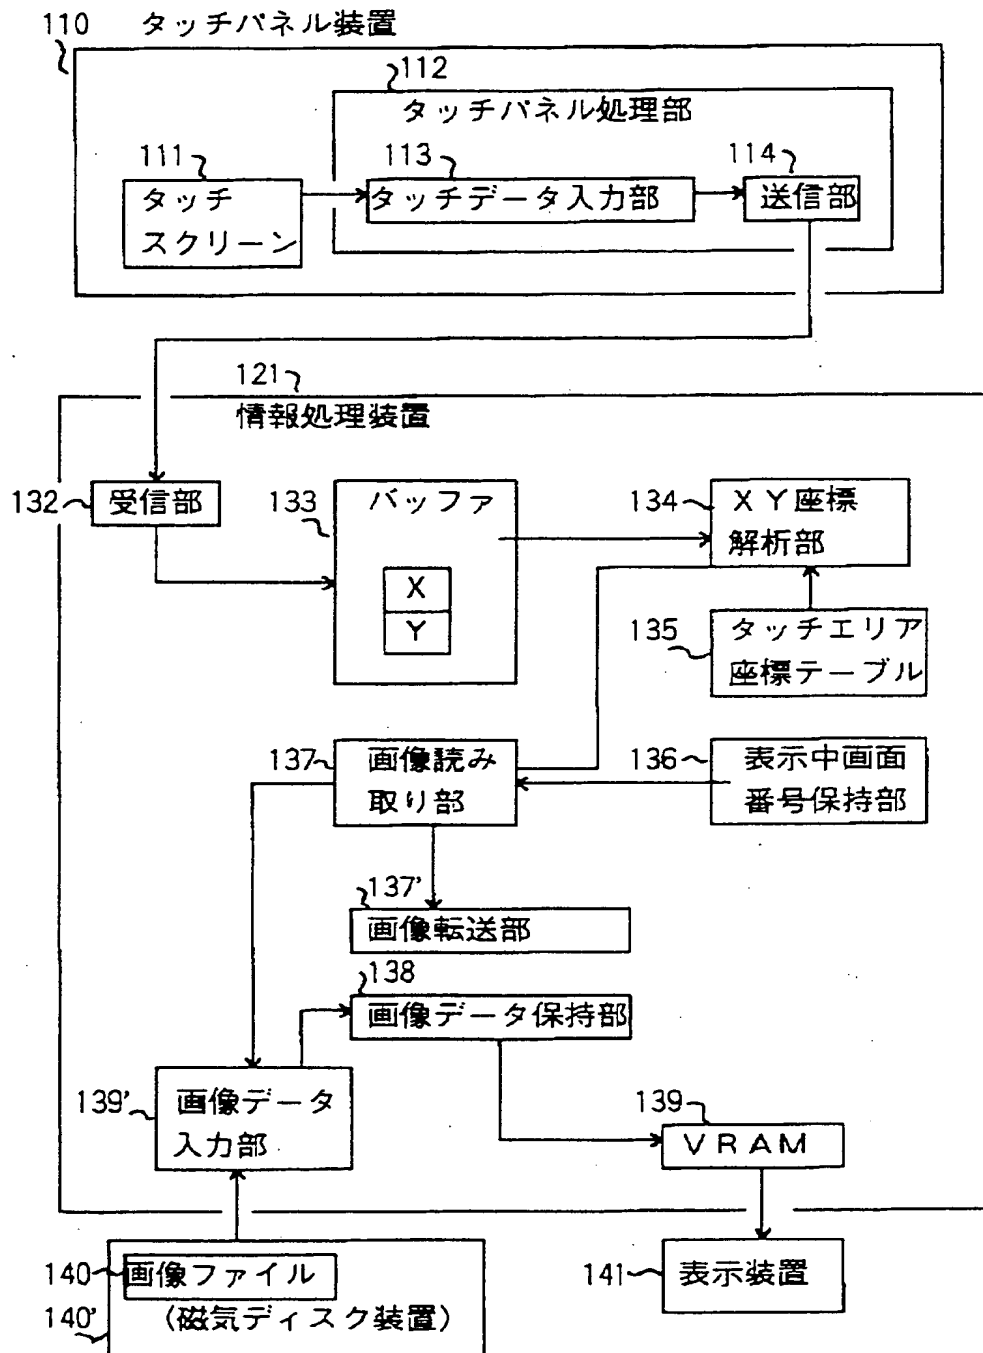 110 タッチパネル装置
112
タッチパネル処理部
111 113 114
タッチ
スクリーン
タッチデータ入力部
送信部
121
情報処理装置
132 受信部
133 バッファ
X
Y
134 XY座標
解析部
135 タッチエリア
座標テーブル
137 画像読み
取り部
136 表示中画面
番号保持部
137'
画像転送部
138
画像データ保持部
139' 画像データ
入力部
139
VRAM
140 画像ファイル
140' (磁気ディスク装置)
141 表示装置